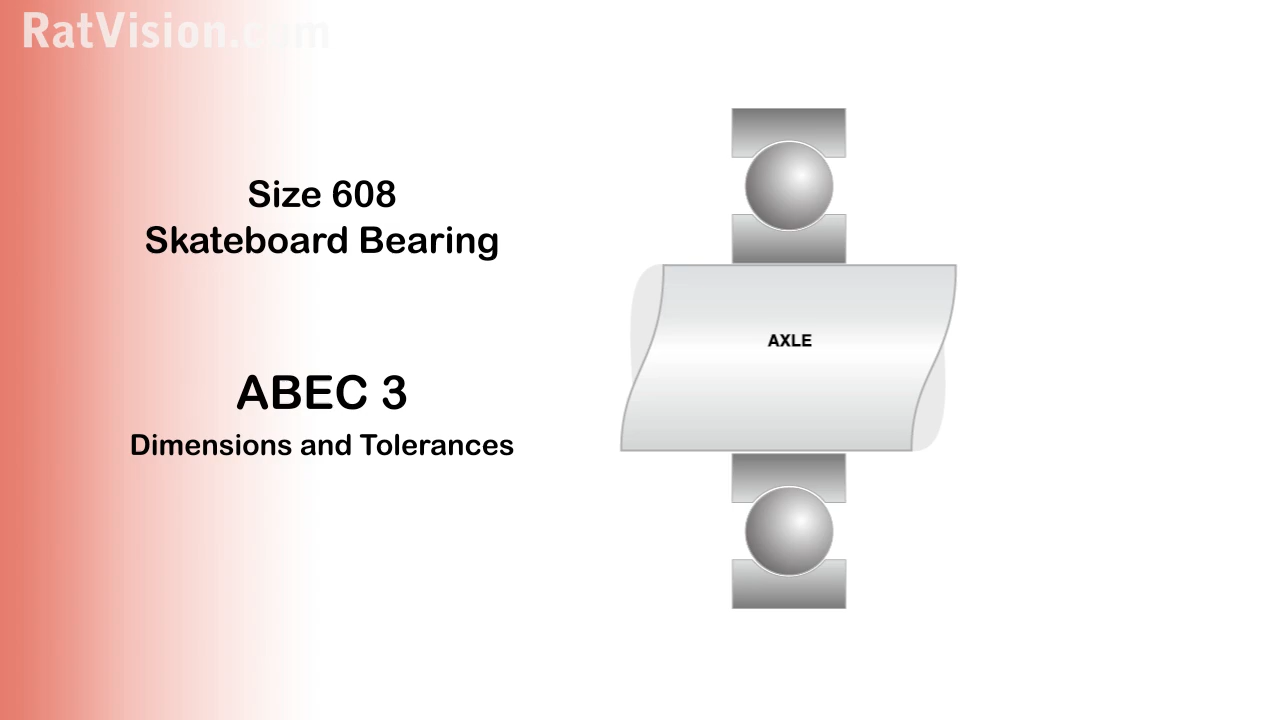 RatVision.com
Size 608
Skateboard Bearing
ABEC 3
Dimensions and Tolerances
AXLE